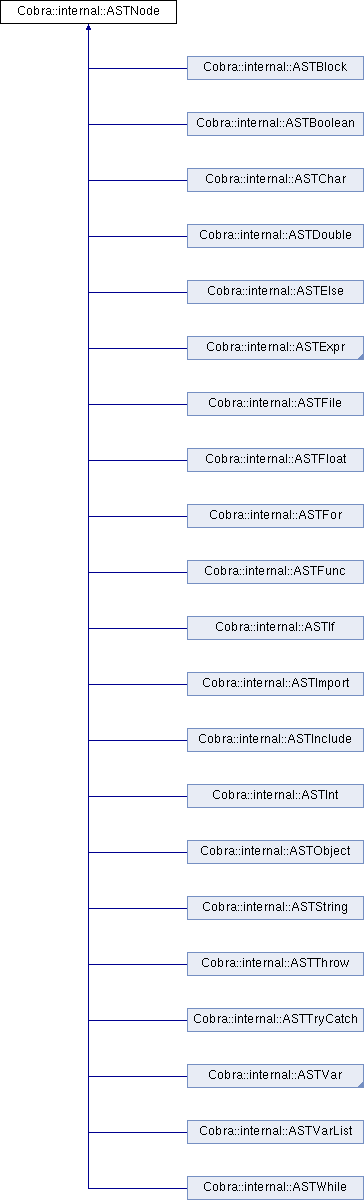 Cobra::internal::ASTNode
Cobra::internal::ASTBlock
Cobra::internal::ASTBoolean
Cobra::internal::ASTChar
Cobra::internal::ASTDouble
Cobra::internal::ASTElse
Cobra::internal::ASTExpr
Cobra::internal::ASTFile
Cobra::internal::ASTFloat
Cobra::internal::ASTFor
Cobra::internal::ASTFunc
Cobra::internal::ASTIf
Cobra::internal::ASTImport
Cobra::internal::ASTInclude
Cobra::internal::ASTInt
Cobra::internal::ASTObject
Cobra::internal::ASTString
Cobra::internal::ASTThrow
Cobra::internal::ASTTryCatch
Cobra::internal::ASTVar
Cobra::internal::ASTVarList
Cobra::internal::ASTWhile